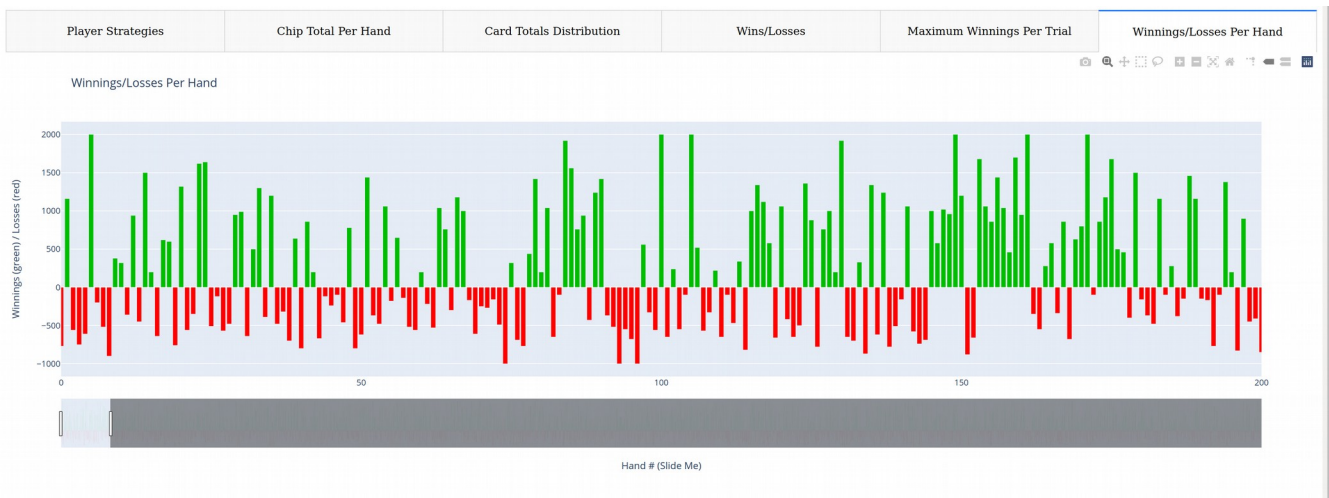 Player Strategies
Chip Total Per Hand
Card Totals Distribution
Wins/Losses
Maximum Winnings Per Trial
Winnings/Losses Per Hand
Winnings/Losses Per Hand
Winnings (green) / Losses (red)
2000
1500
1000
500
0
−500
−1000
0
50
100
150
200
Hand # (Slide Me)